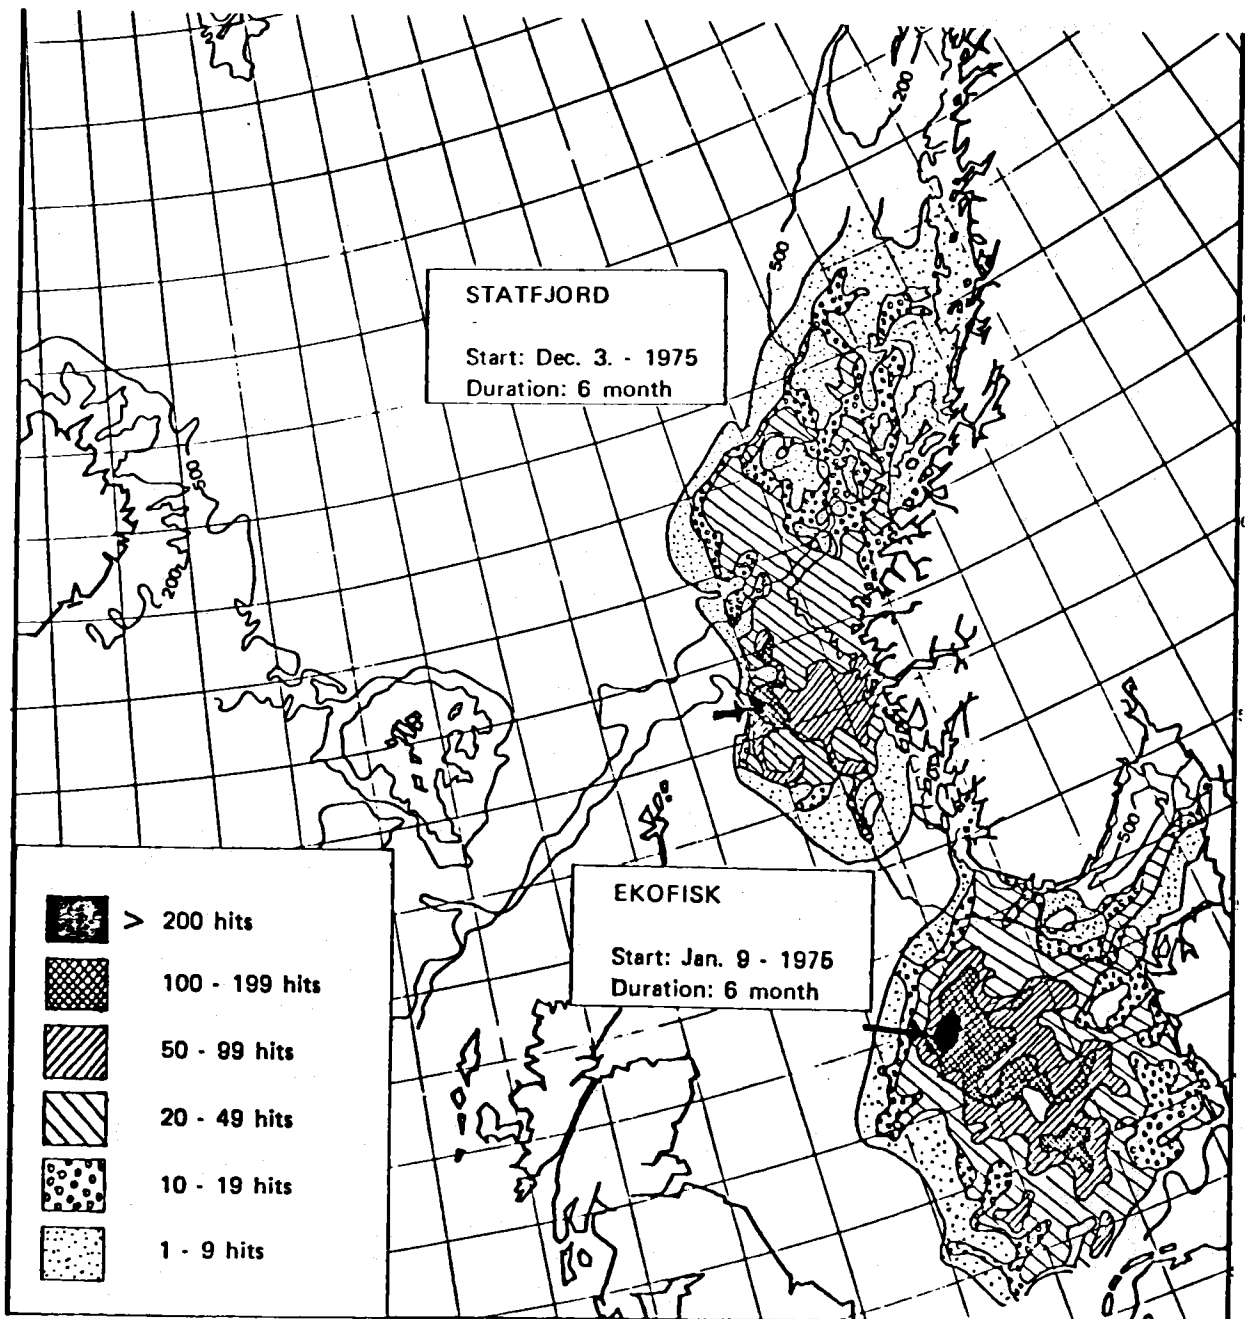 200
500
STATFJORD
Start: Dec. 3. - 1975
Duration: 6 month
500
200
500
EKOFISK
Start: Jan. 9 - 1975
Duration: 6 month
> 200 hits
100 - 199 hits
50 - 99 hits
20 - 49 hits
10 - 19 hits
1 - 9 hits